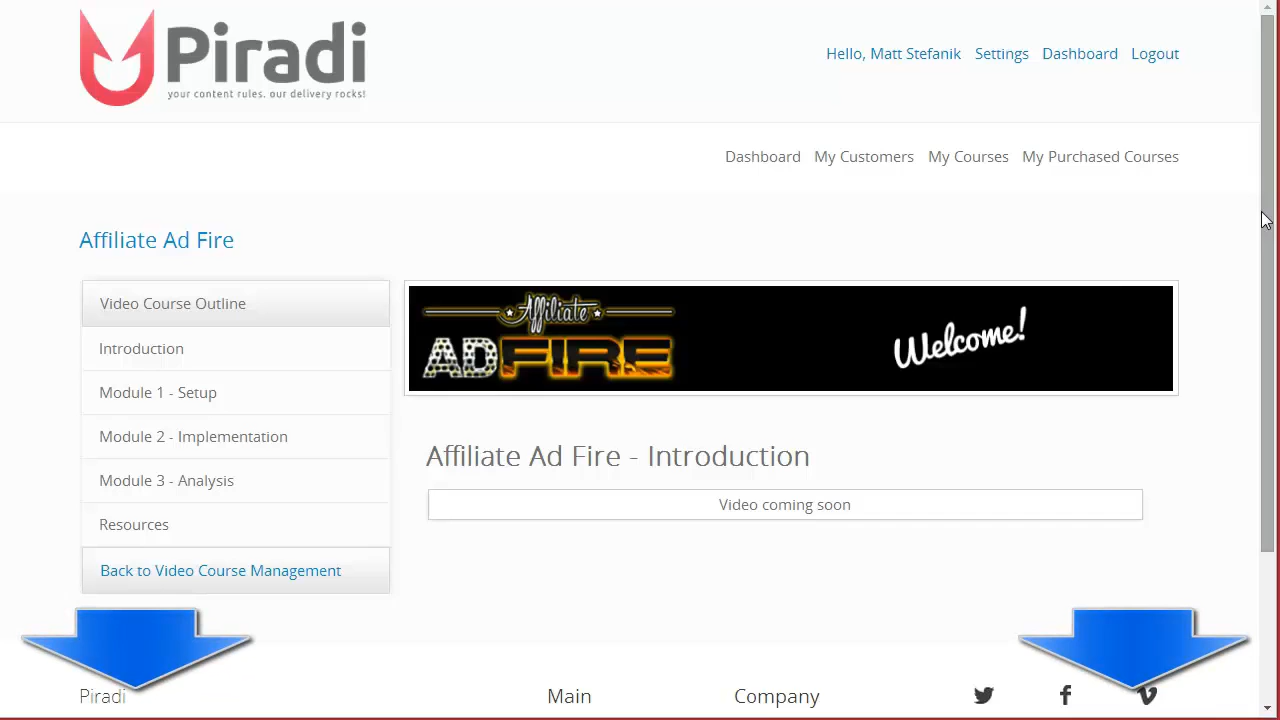 Piradi
your content rules. our delivery rocks!
Hello, Matt Stefanik Settings Dashboard Logout
Dashboard My Customers My Courses My Purchased Courses
Affiliate Ad Fire
Video Course Outline
Introduction
Module 1 - Setup
Module 2 - Implementation
Module 3 - Analysis
Resources
Back to Video Course Management
Affiliate
ADFIRE
Welcome!
Affiliate Ad Fire - Introduction
Video coming soon
Piradi
Main
Company